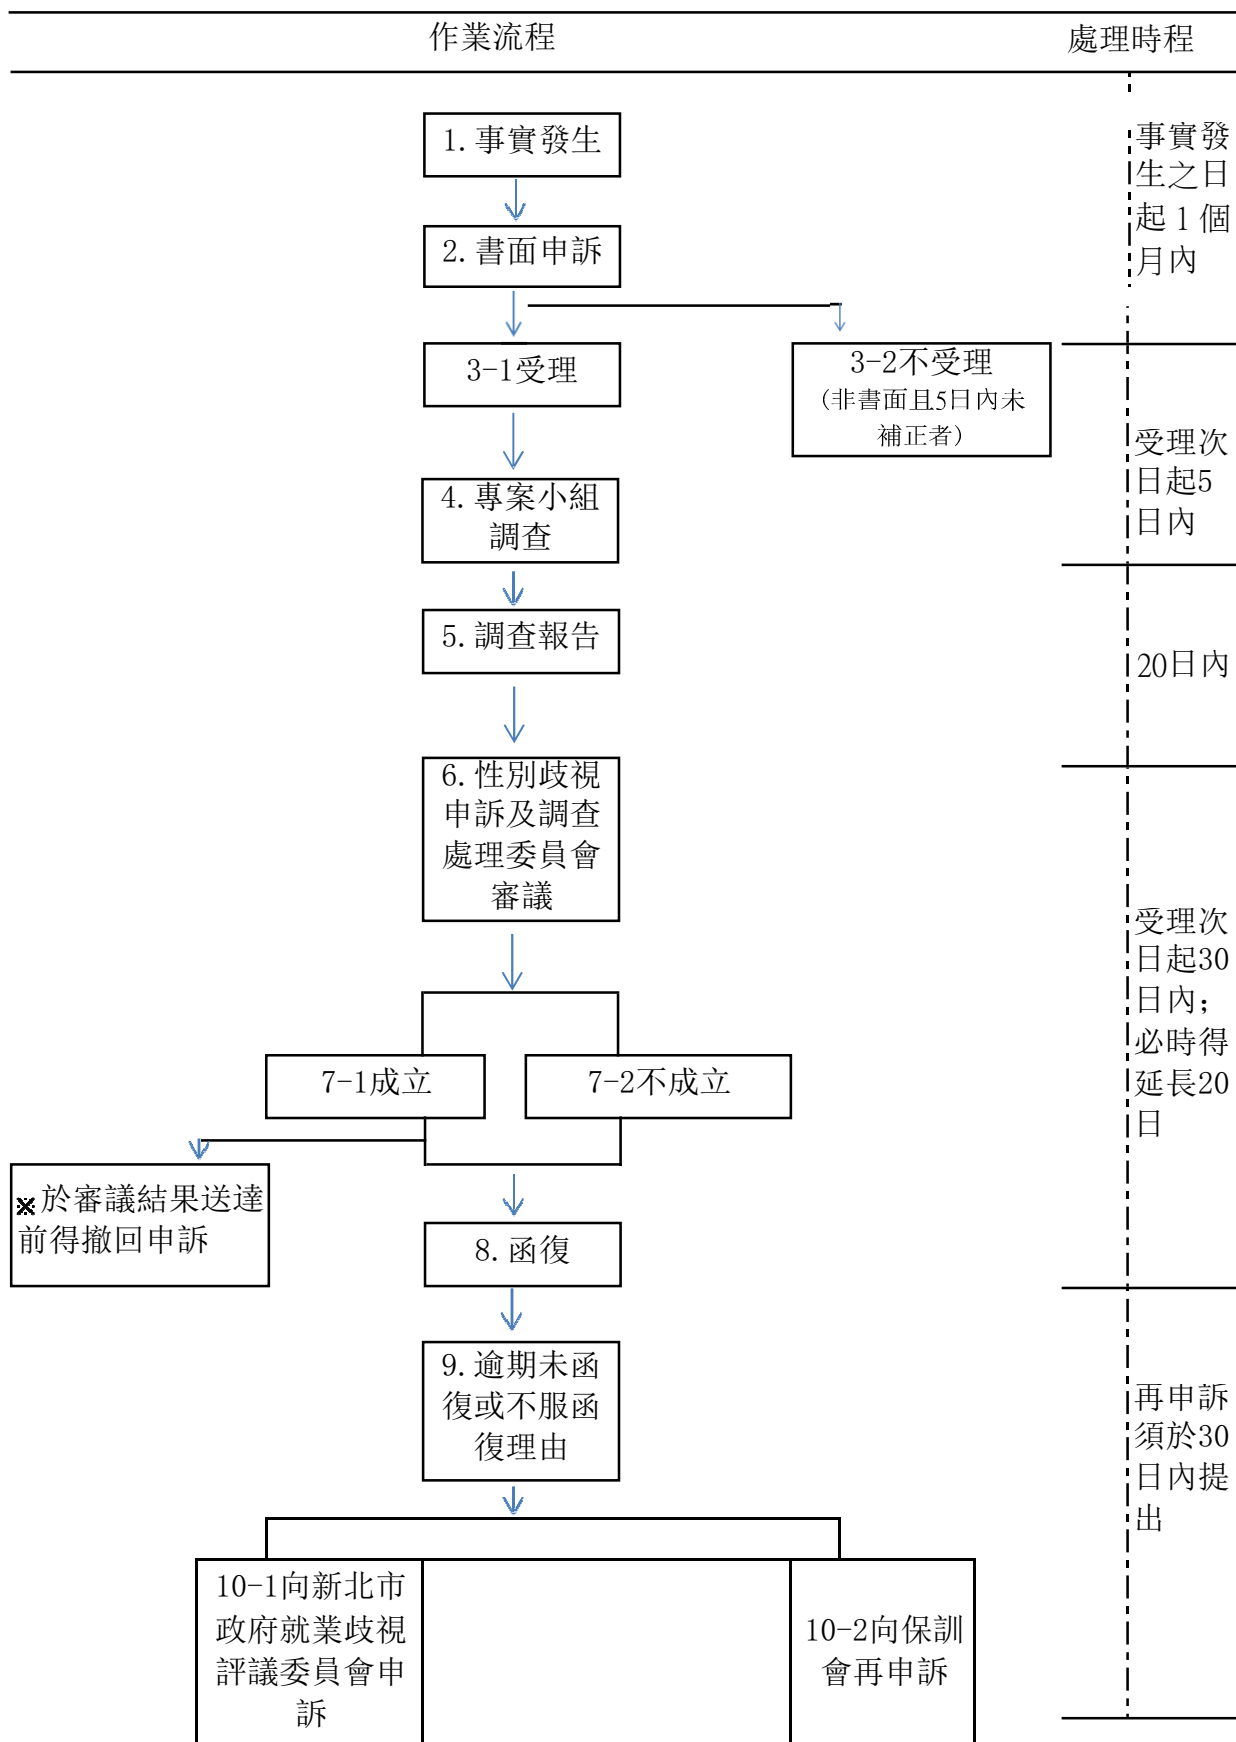 作業流程
處理時程
1.事實發生
事實發
生之日
起1個
月內
2.書面申訴
3-1受理
3-2不受理
(非書面且5日內未
補正者)
受理次
日起5
日內
4.專案小組
調查
5.調查報告
20日內
6.性別歧視
申訴及調查
處理委員會
審議
受理次
日起30
日內;
必時得
延長20
日
7-1成立
7-2不成立
※於審議結果送達
前得撤回申訴
8.函復
9.逾期未函
復或不服函
復理由
再申訴
須於30
日內提
出
10-1向新北市
政府就業歧視
評議委員會申
訴
10-2向保訓
會再申訴